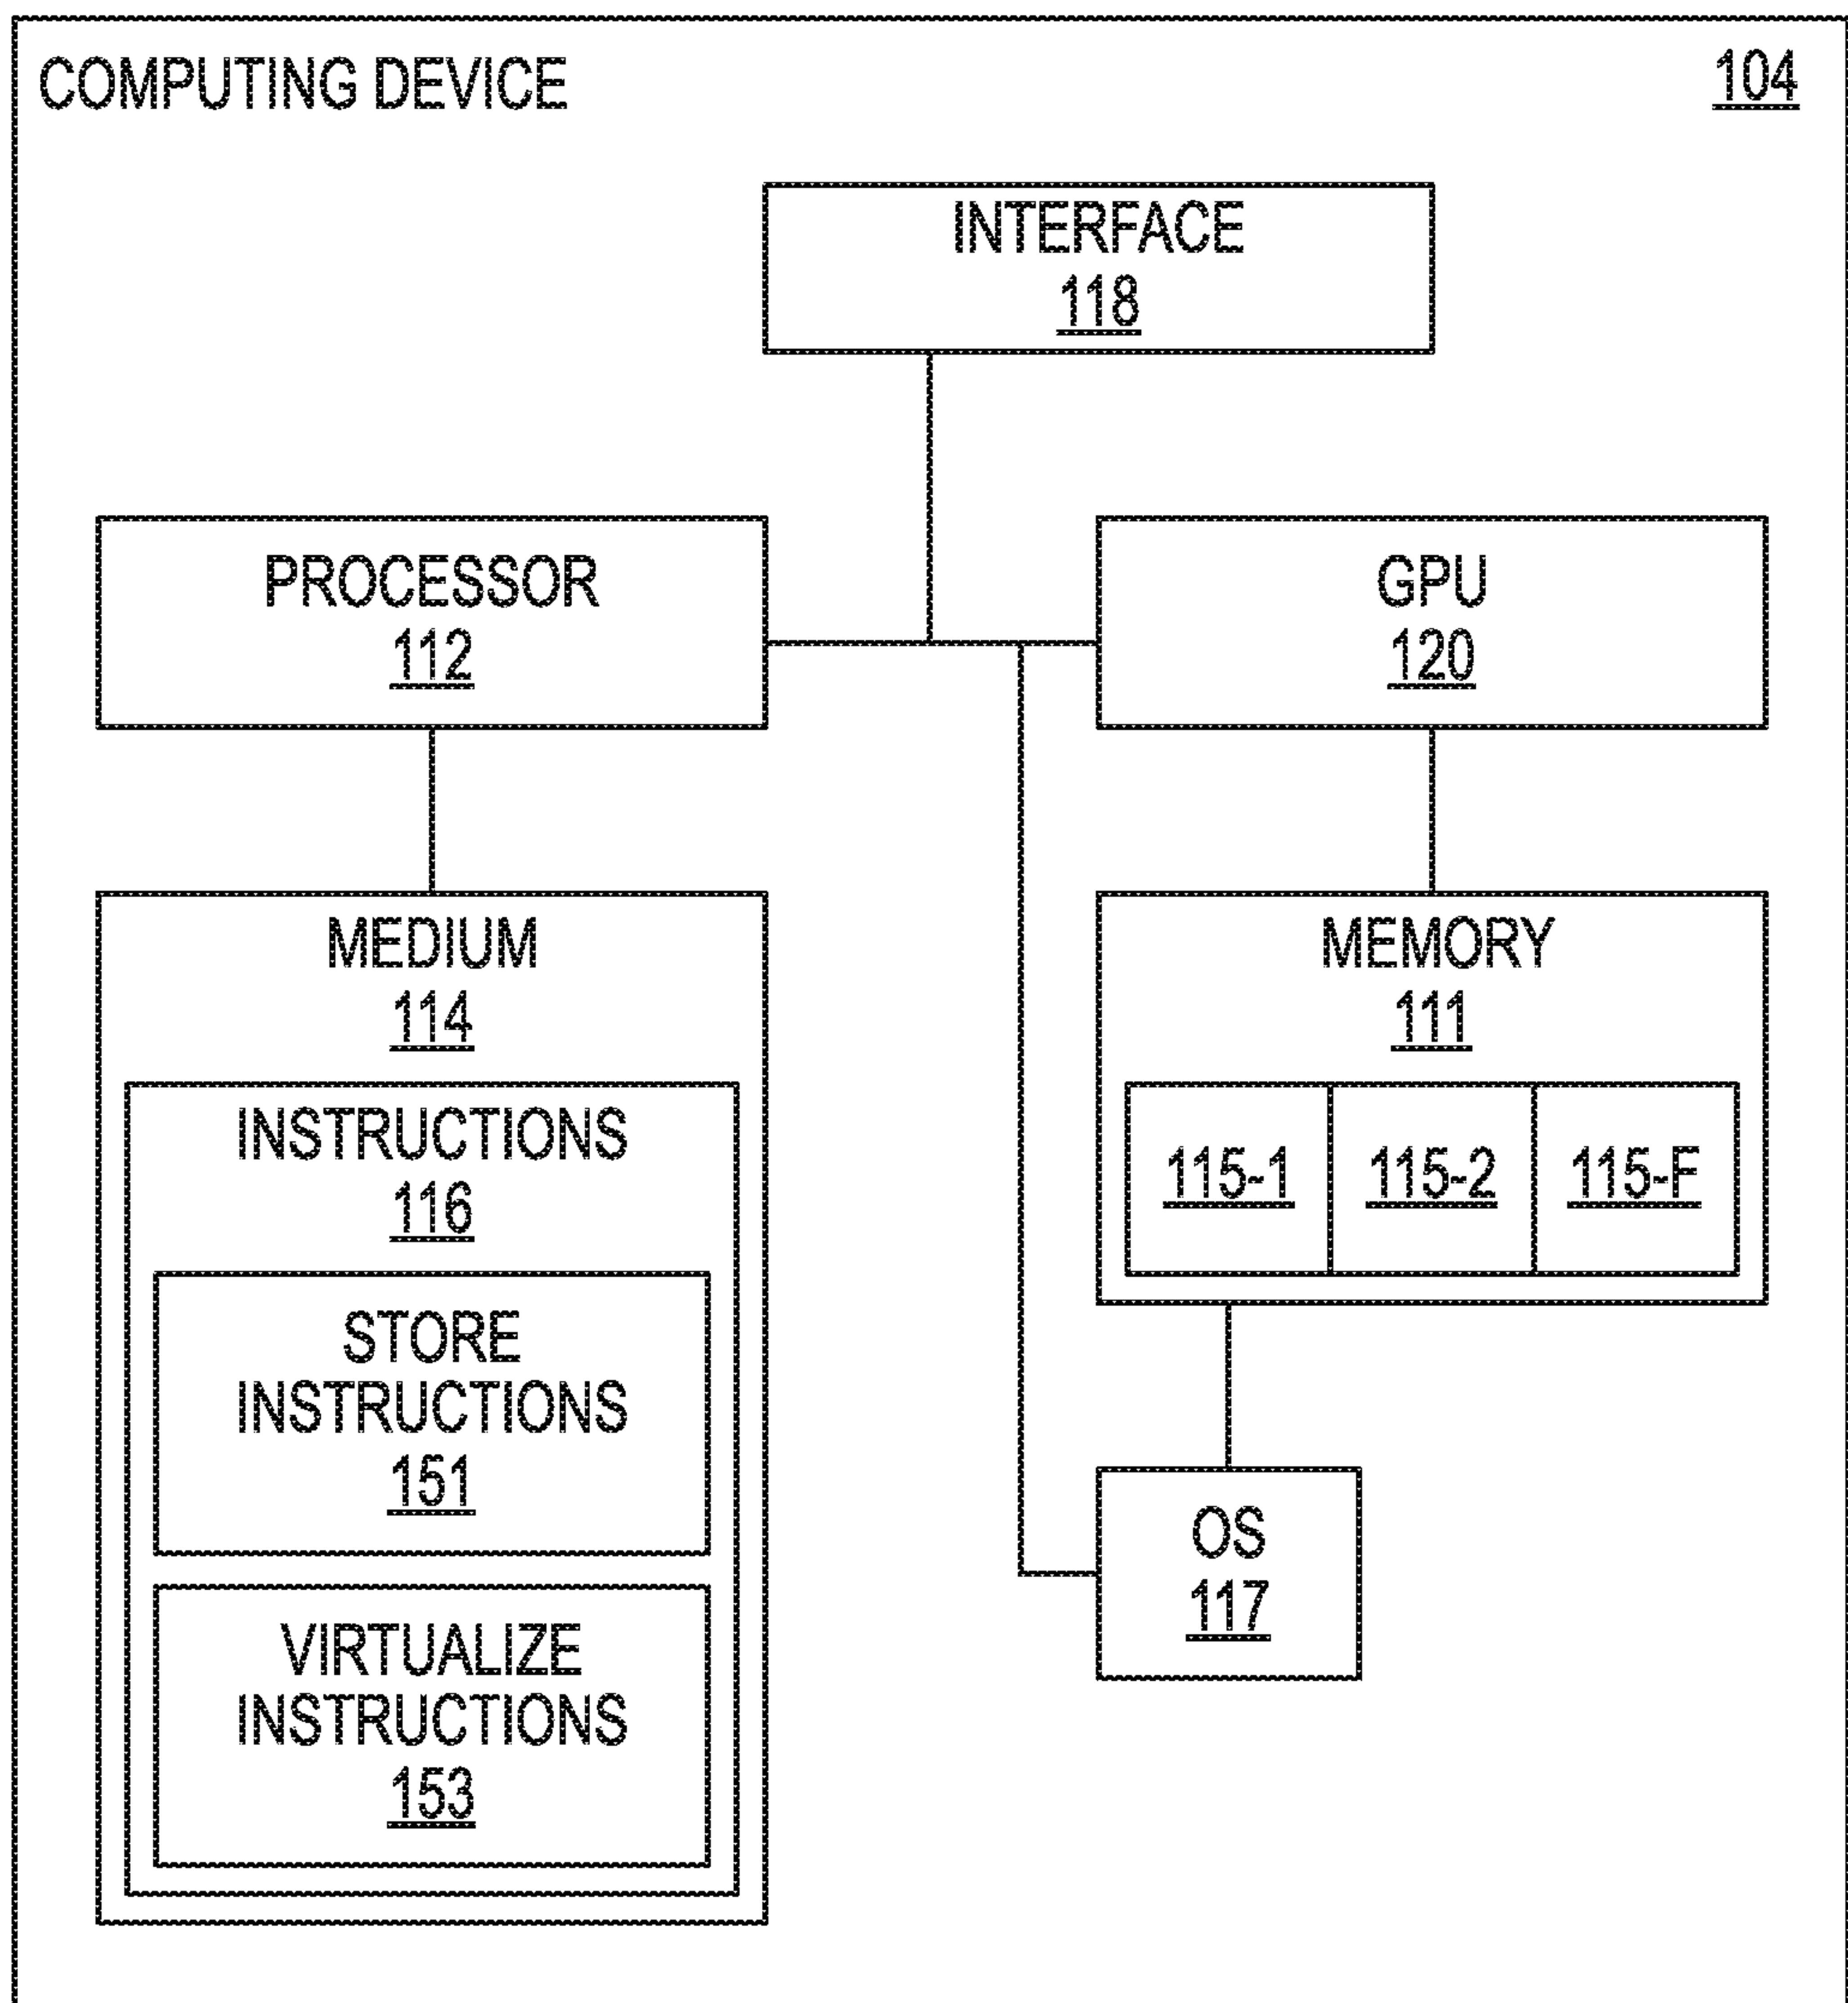 COMPUTING DEVICE
104
INTERFACE
118
PROCESSOR
112
GPU
120
MEDIUM
114
INSTRUCTIONS
116
STORE
INSTRUCTIONS
151
VIRTUALIZE
INSTRUCTIONS
153
MEMORY
111
115-1
115-2
115-F
OS
117